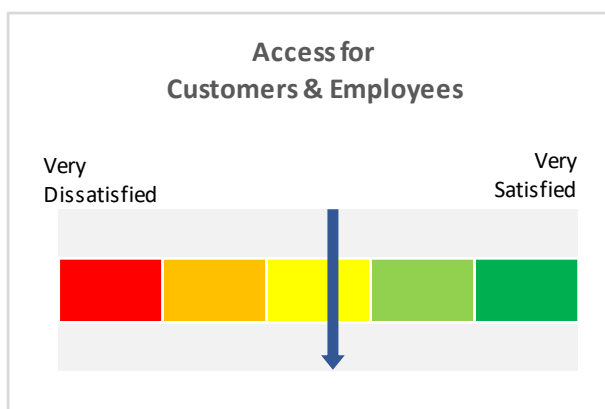 Access for
Customers & Employees
Very
Dissatisfied
Very
Satisfied